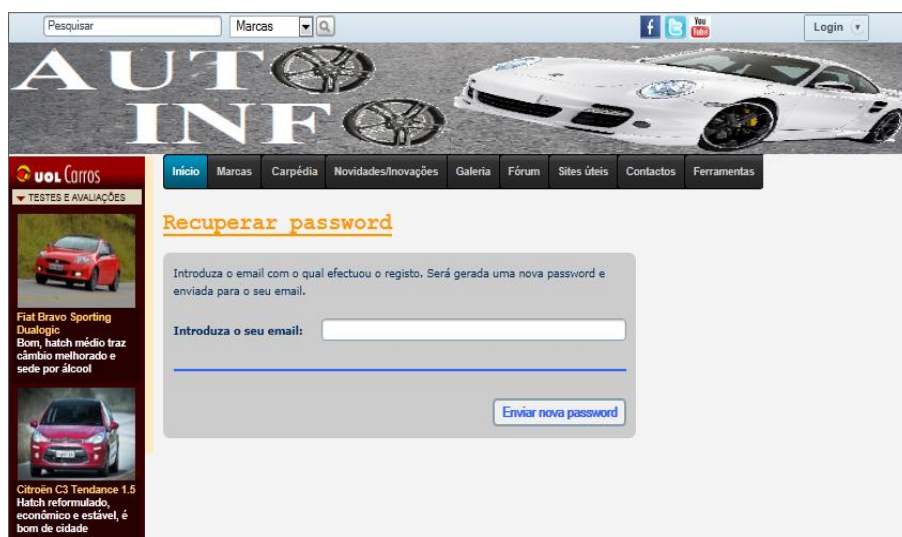 Pesquisar
Marcas
You
Tube
Login
AUTO
INFO
UOL Carros
TESTES E AVALIAÇÕES
Início
Marcas
Carpédia
Novidades/Inovações
Galeria
Fórum
Sites úteis
Contactos
Ferramentas
Recuperar password
Introduza o email com o qual efectuou o registo. Será gerada uma nova password e
enviada para o seu email.
Introduza o seu email:
Enviar nova password
Fiat Bravo Sporting
Dualogic
Bom, hatch médio traz
câmbio melhorado e
sede por álcool
Citroën C3 Tendance 1.5
Hatch reformulado,
econômico e estável, é
bom de cidade